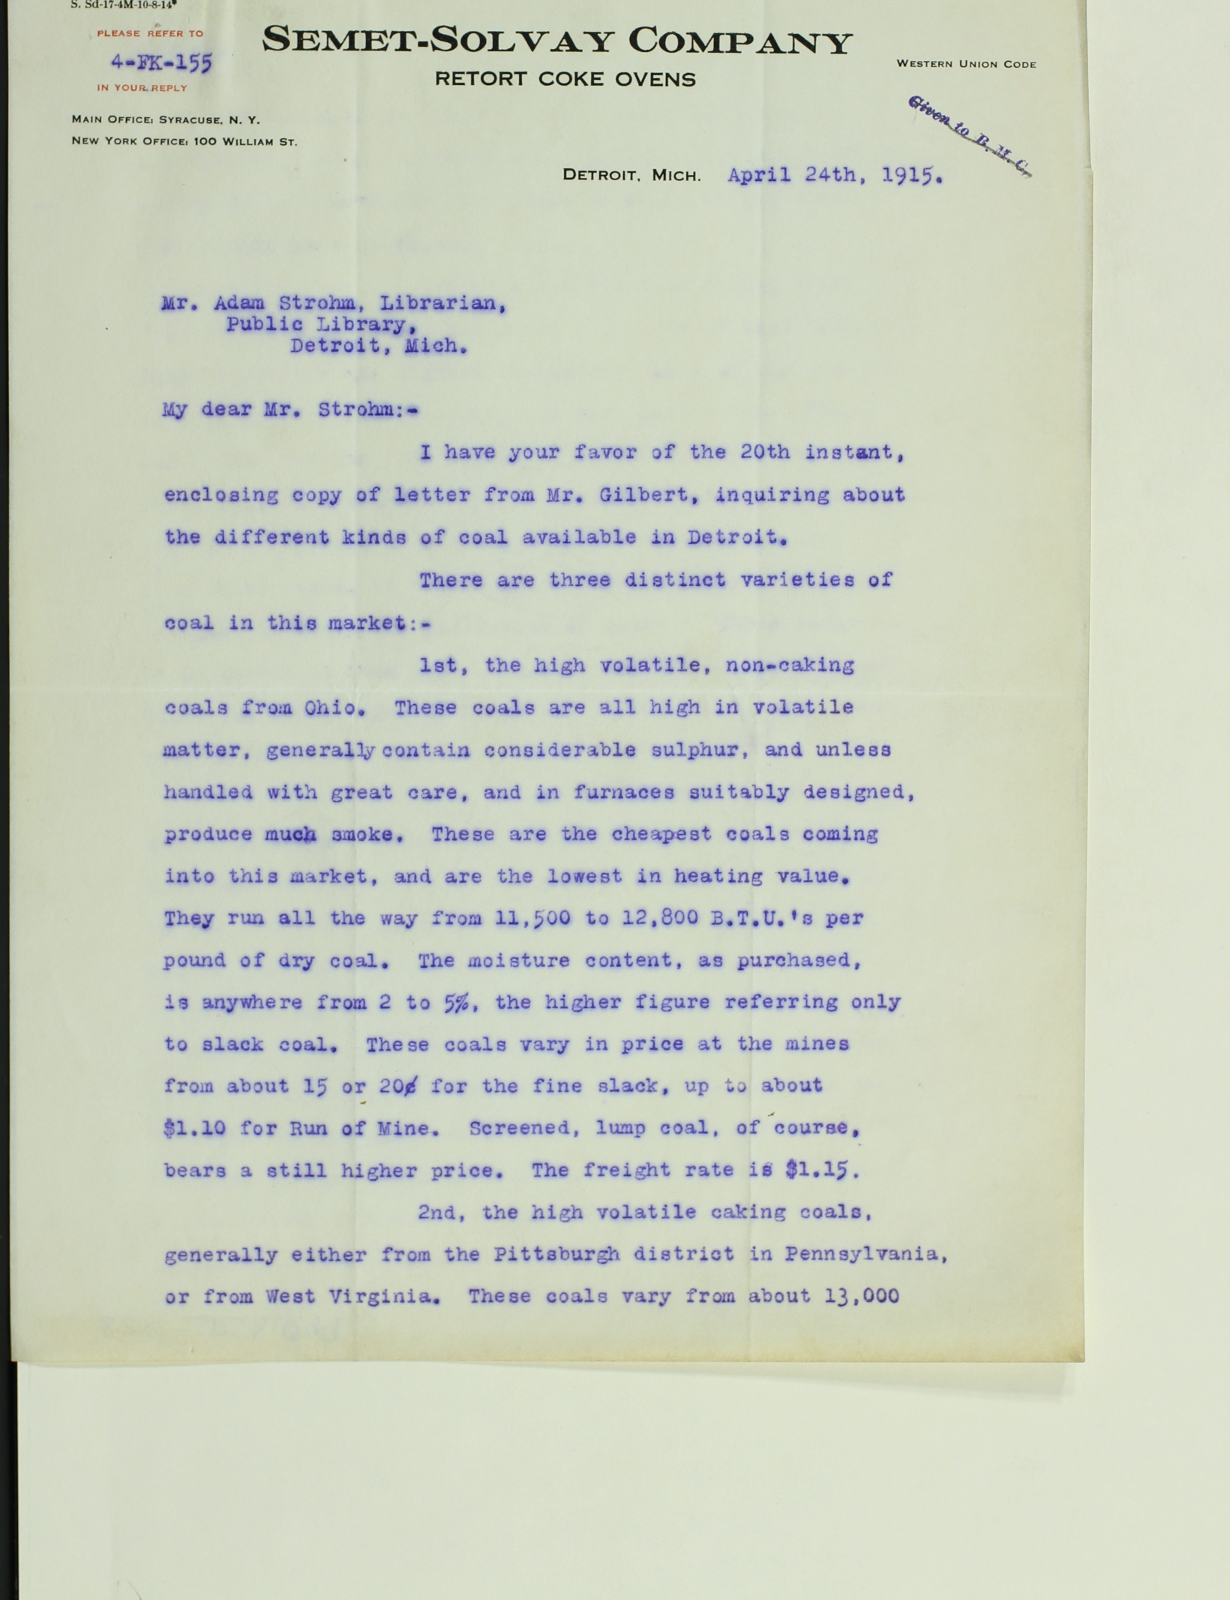 S. Sd-17-4M-10-8-14
PLEASE REFER TO
4-FK-155
IN YOUR REPLY
SEMET-SOLVAY COMPANY
RETORT COKE OVENS
WESTERN UNION CODE
MAIN OFFICE: SYRACUSE, N. Y.
NEW YORK OFFICE: 100 WILLIAM ST.
Given to B. M. C.
DETROIT, MICH. April 24th, 1915.
Mr. Adam Strohm, Librarian,
Public Library,
Detroit, Mich.
My dear Mr. Strohm:-
I have your favor of the 20th instant,
enclosing copy of letter from Mr. Gilbert, inquiring about
the different kinds of coal available in Detroit.
There are three distinct varieties of
coal in this market:-
1st, the high volatile, non-caking
coals from Ohio. These coals are all high in volatile
matter, generally contain considerable sulphur, and unless
handled with great care, and in furnaces suitably designed,
produce much smoke. These are the cheapest coals coming
into this market, and are the lowest in heating value.
They run all the way from 11,500 to 12,800 B.T.U.'s per
pound of dry coal. The moisture content, as purchased,
is anywhere from 2 to 5%, the higher figure referring only
to slack coal. These coals vary in price at the mines
from about 15 or 20¢ for the fine slack, up to about
$1.10 for Run of Mine. Screened, lump coal, of course,
bears a still higher price. The freight rate is $1.15.
2nd, the high volatile caking coals,
generally either from the Pittsburgh district in Pennsylvania,
or from West Virginia. These coals vary from about 13,000